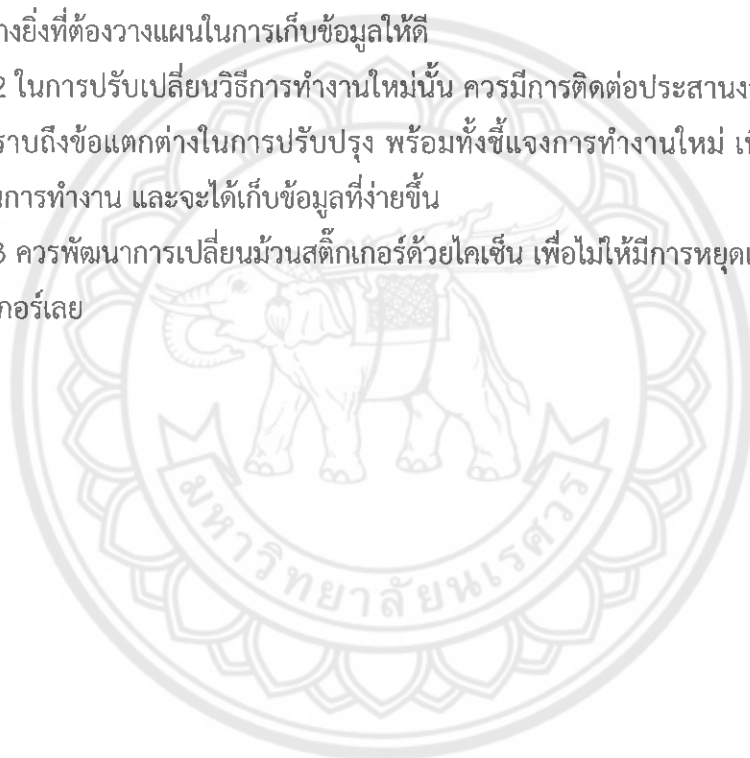 างยิ่งที่ต้องวางแผนในการเก็บข้อมูลให้ดี
2 ในการปรับเปลี่ยนวิธีการทำงานใหม่นั้น ควรมีการติดต่อประสานง
ราบถึงข้อแตกต่างในการปรับปรุง พร้อมทั้งชี้แจงการทำงานใหม่ เ
นการทำงาน และจะได้เก็บข้อมูลที่ง่ายขึ้น
3 ควรพัฒนาการเปลี่ยนม้วนสติ๊กเกอร์ด้วยไคเซ็น เพื่อไม่ให้มีการหยุดเ
กอร์เลย
มหาวิทยาลัยนเรศวร